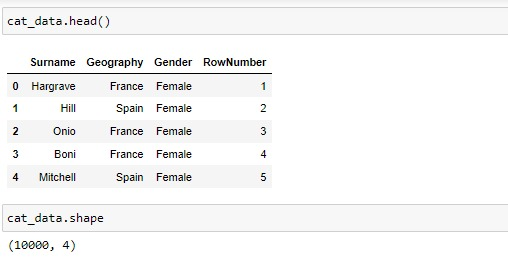 cat_data.head()
Surname Geography Gender RowNumber
0 Hargrave France Female 1
1 Hill Spain Female 2
2 Onio France Female 3
3 Boni France Female 4
4 Mitchell Spain Female 5
cat_data.shape
(10000, 4)